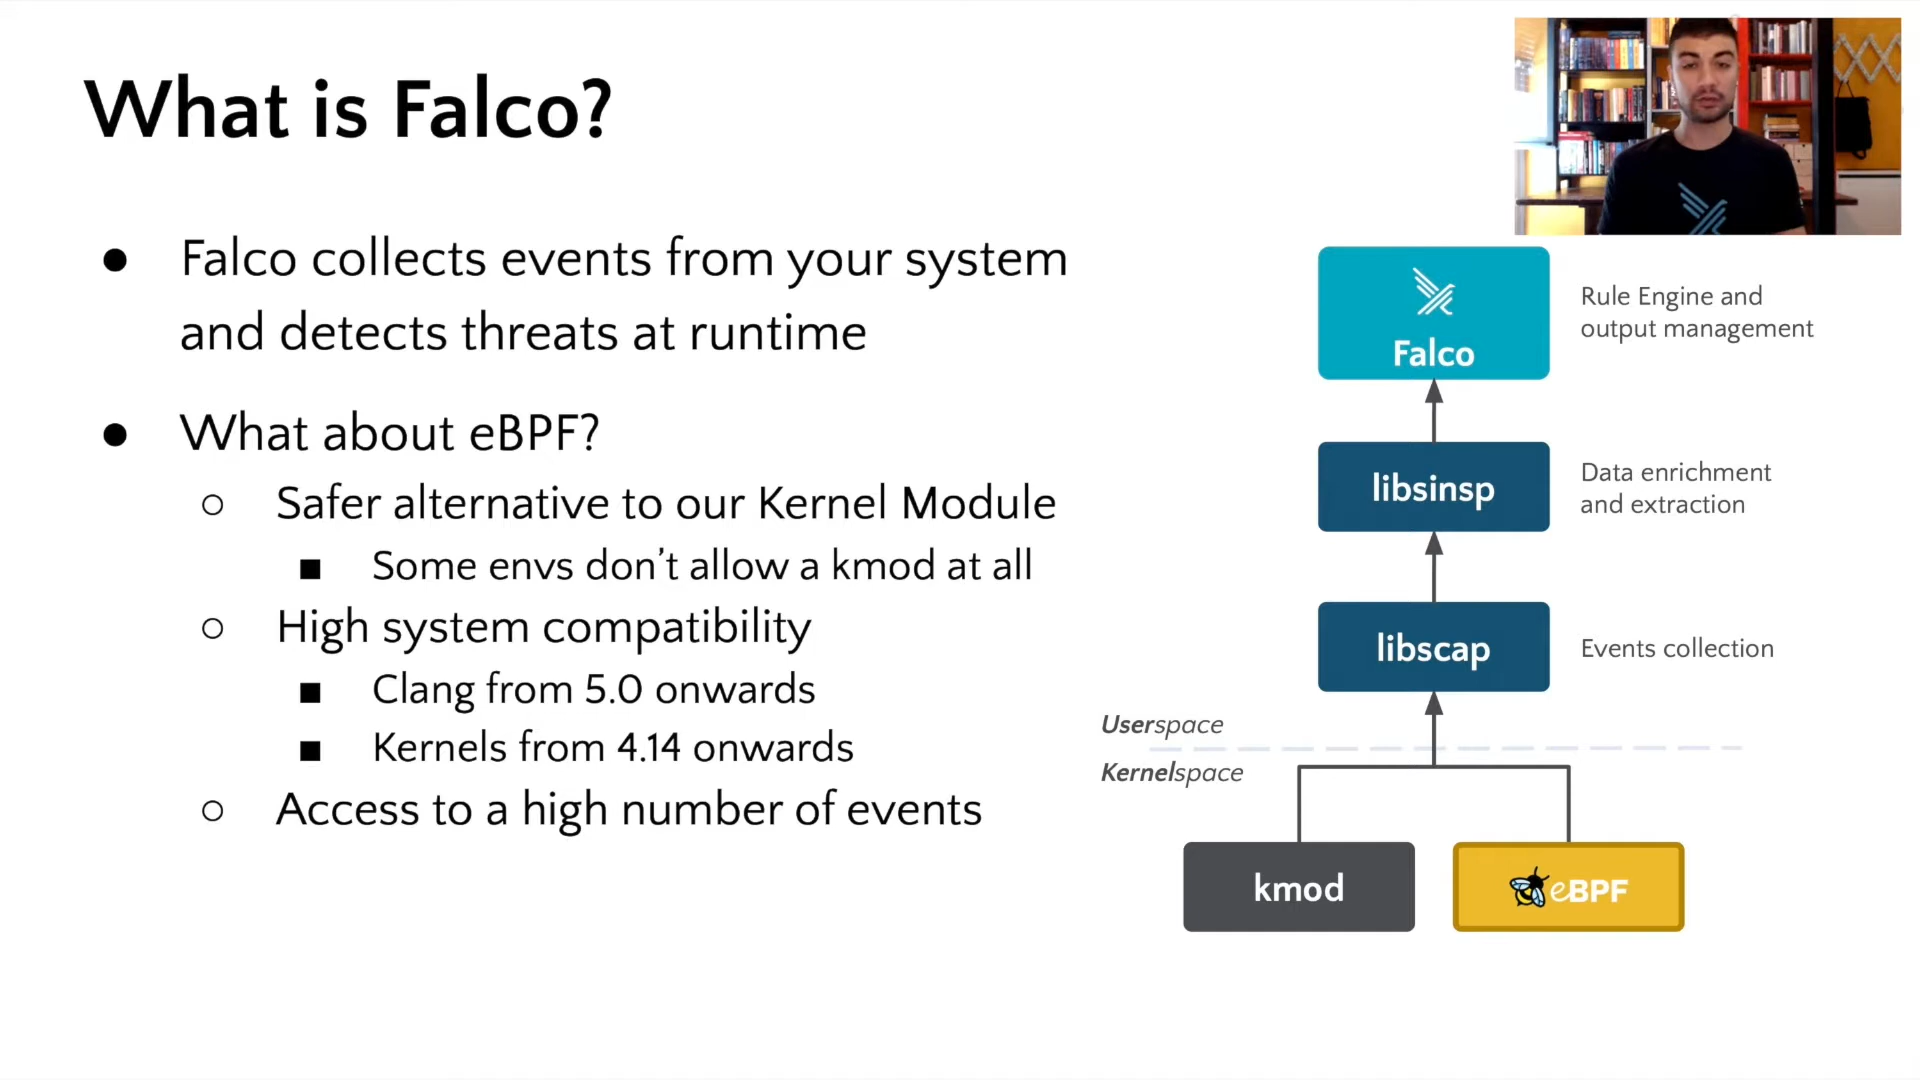 What is Falco?
Falco collects events from your system
and detects threats at runtime
What about eBPF?
Safer alternative to our Kernel Module
Some envs don’t allow a kmod at all
High system compatibility
Clang from 5.0 onwards
Kernels from 4.14 onwards
Access to a high number of events
Falco
Rule Engine and
output management
libsinsp
Data enrichment
and extraction
libscap
Events collection
Userspace
Kernelspace
kmod
eBPF